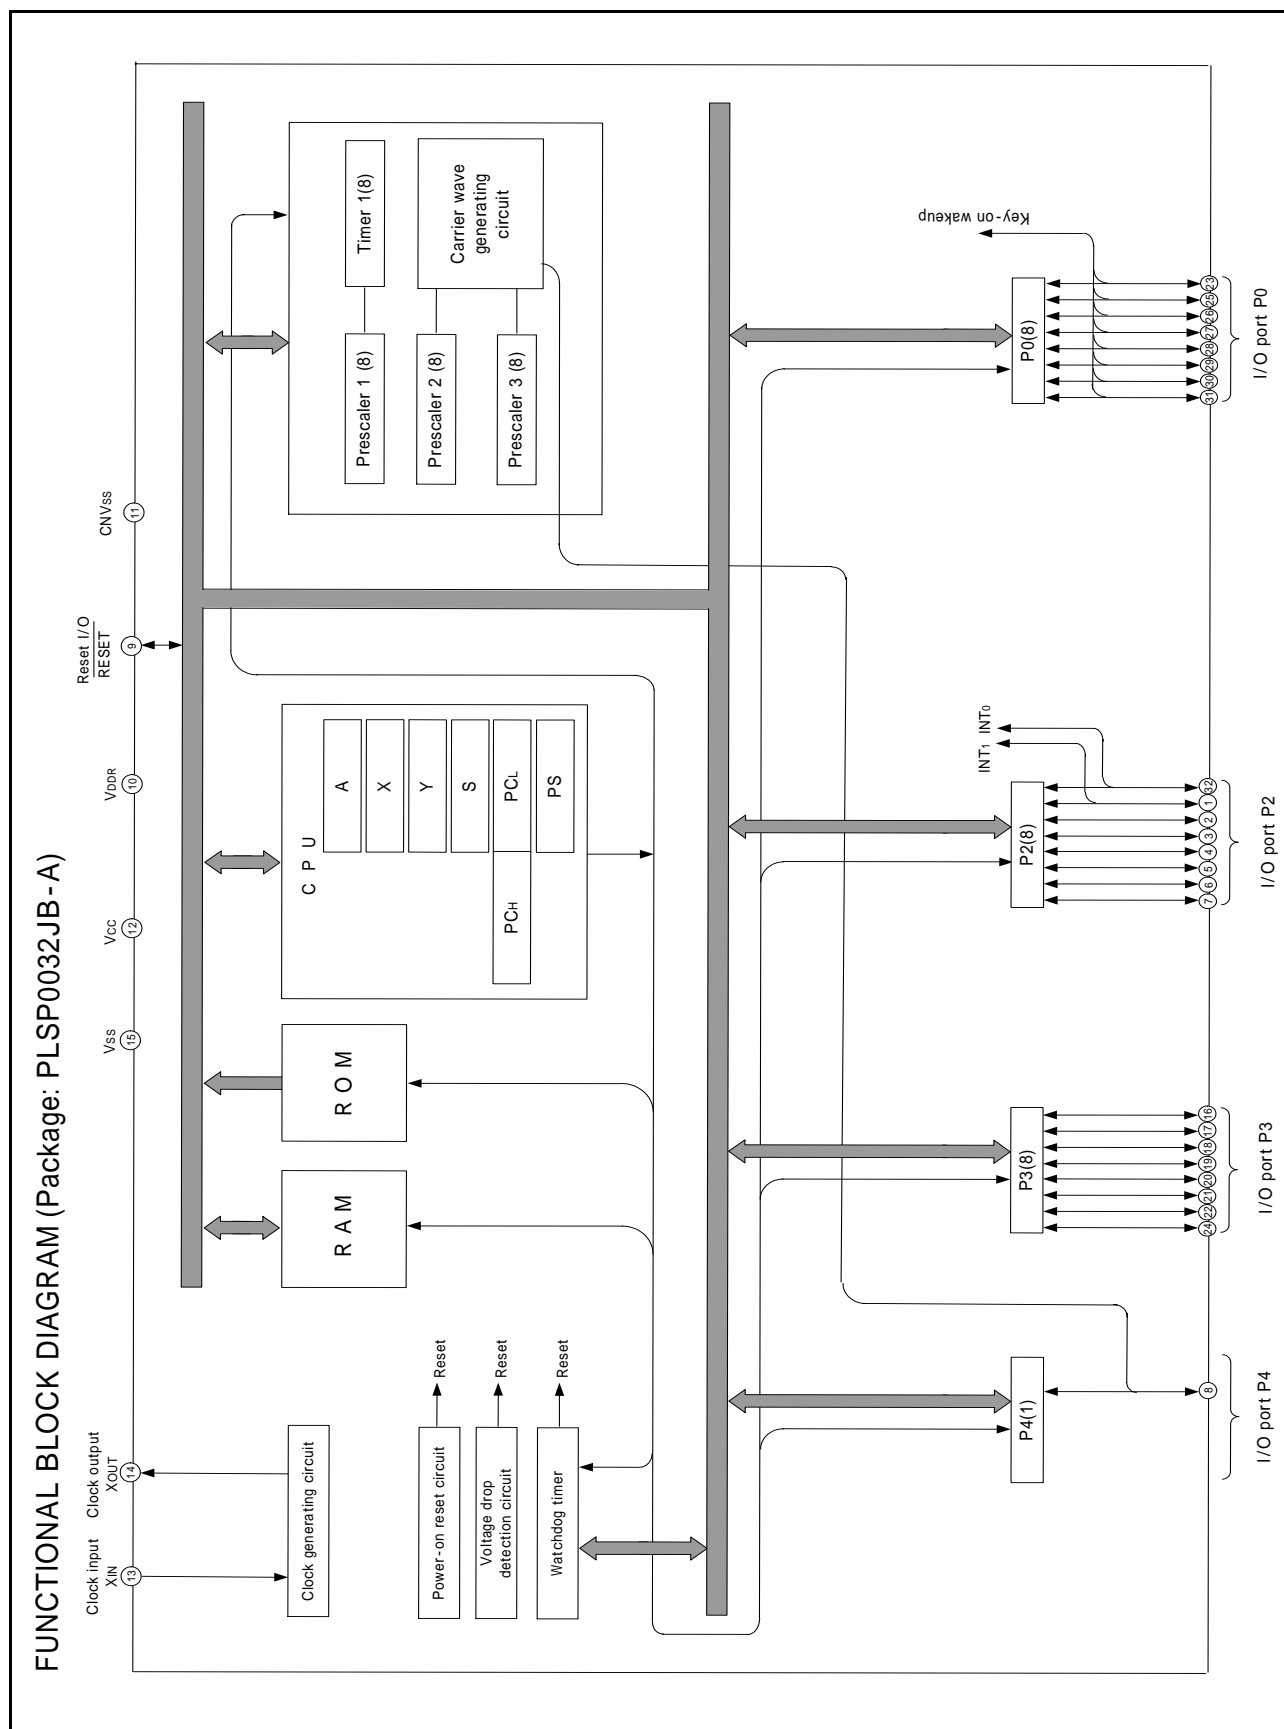 FUNCTIONAL BLOCK DIAGRAM (Package: PLSP0032JB-A)
Clock input
XIN
13
Clock output
XOUT
14
VSS
15
VCC
12
VDDR
10
Reset I/O
RESET
9
CNVSS
11
Clock generating circuit
Power-on reset circuit
Reset
Voltage drop
detection circuit
Reset
Watchdog timer
Reset
RAM
ROM
CPU
A
X
Y
S
PCH
PCL
PS
Prescaler 1 (8)
Timer 1(8)
Prescaler 2 (8)
Prescaler 3 (8)
Carrier wave
generating
circuit
P4(1)
8
I/O port P4
P3(8)
24 22 21 20 19 18 17 16
I/O port P3
P2(8)
INT1 INT0
7 6 5 4 3 2 1 32
I/O port P2
P0(8)
Key-on wakeup
31 30 29 28 27 26 25 23
I/O port P0